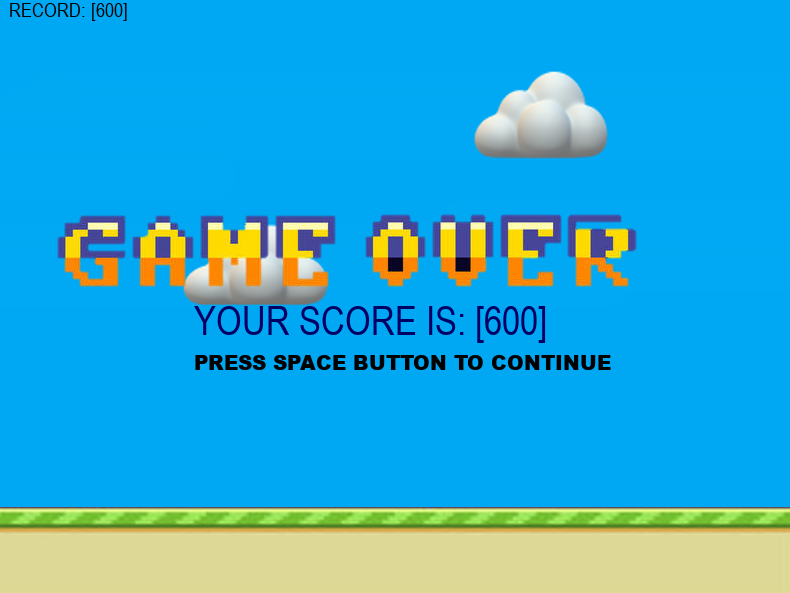 RECORD: [600]
GAME OVER
YOUR SCORE IS: [600]
PRESS SPACE BUTTON TO CONTINUE